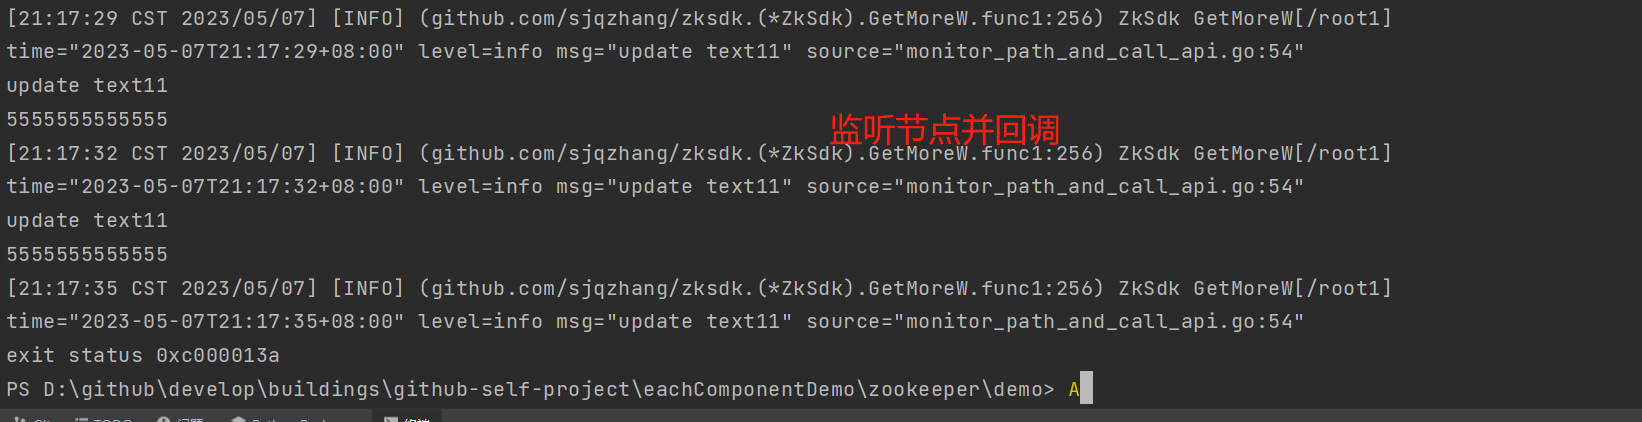 [21:17:29 CST 2023/05/07] [INFO] (github.com/sjqzhang/zksdk.(*ZkSdk).GetMoreW.func1:256) ZkSdk GetMoreW[/root1]
time="2023-05-07T21:17:29+08:00" level=info msg="update text11" source="monitor_path_and_call_api.go:54"
update text11
5555555555555
监听节点并回调
[21:17:32 CST 2023/05/07] [INFO] (github.com/sjqzhang/zksdk.(*ZkSdk).GetMoreW.func1:256) ZkSdk GetMoreW[/root1]
time="2023-05-07T21:17:32+08:00" level=info msg="update text11" source="monitor_path_and_call_api.go:54"
update text11
5555555555555
[21:17:35 CST 2023/05/07] [INFO] (github.com/sjqzhang/zksdk.(*ZkSdk).GetMoreW.func1:256) ZkSdk GetMoreW[/root1]
time="2023-05-07T21:17:35+08:00" level=info msg="update text11" source="monitor_path_and_call_api.go:54"
exit status 0xc000013a
PS D:\github\develop\buildings\github-self-project\eachComponentDemo\zookeeper\demo> A